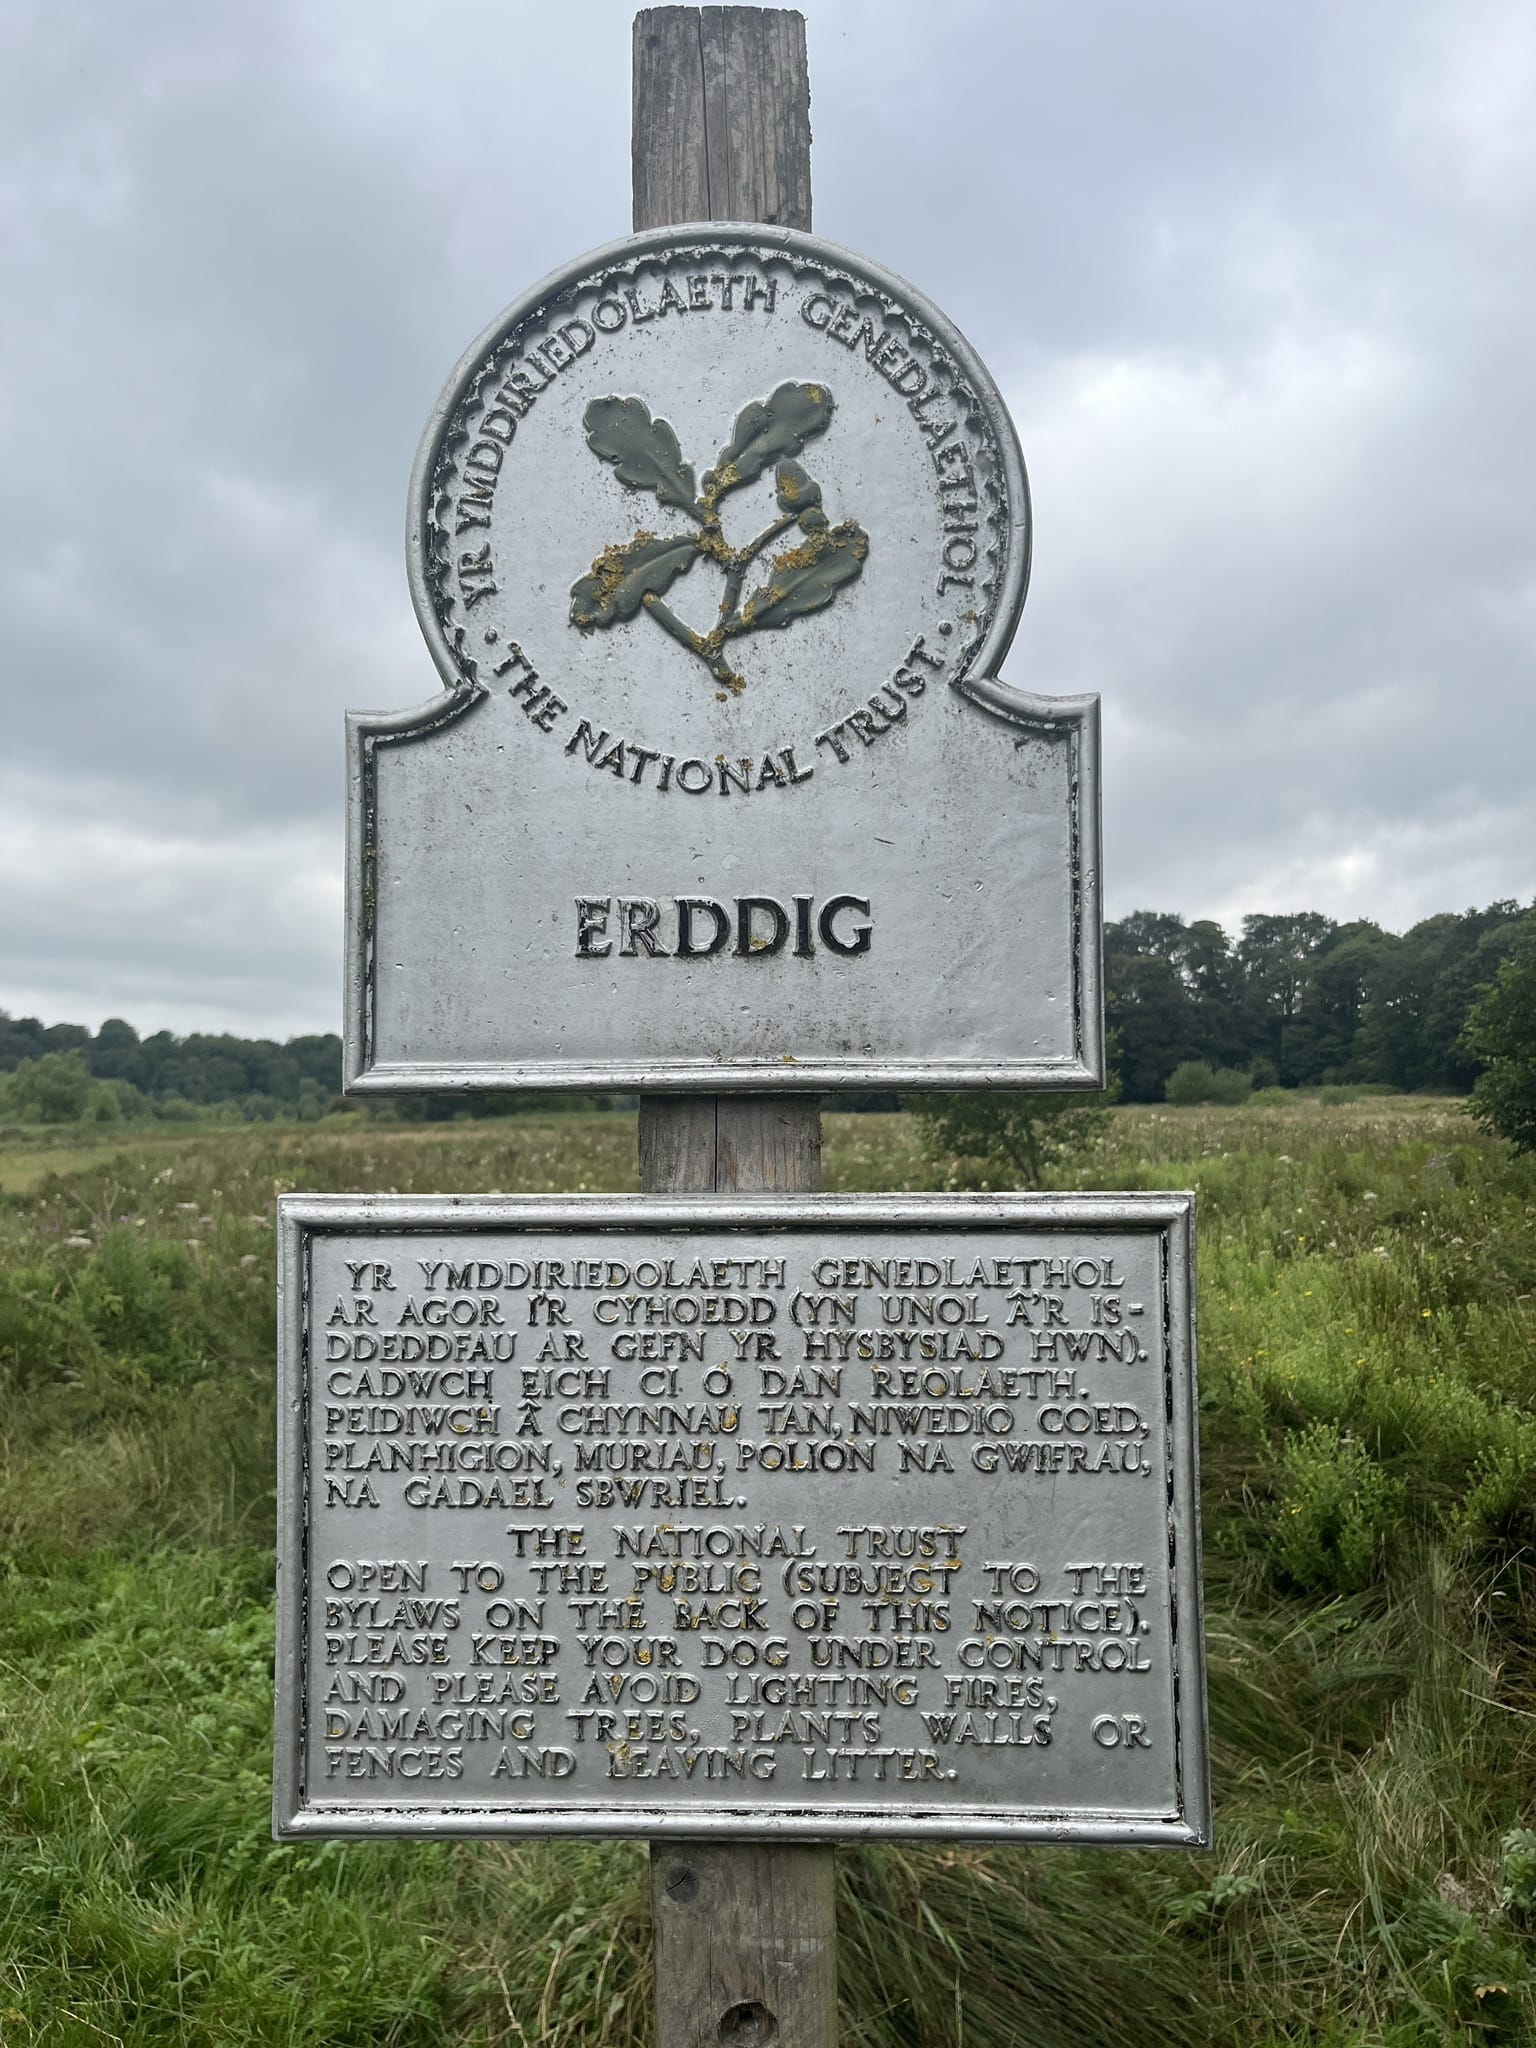 YR YMDDIRIEDOLAETH GENEDLAETHOL
· THE NATIONAL TRUST ·
ERDDIG
YR YMDDIRIEDOLAETH GENEDLAETHOL
AR AGOR I'R CYHOEDD (YN UNOL Â'R IS-
DDEDDFAU AR GEFN YR HYSBYSIAD HWN).
CADWCH EICH CI O DAN REOLAETH.
PEIDIWCH Â CHYNNAU TAN, NIWEDIO COED,
PLANHIGION, MURIAU, POLION NA GWIFRAU,
NA GADAEL SBWRIEL.
THE NATIONAL TRUST
OPEN TO THE PUBLIC (SUBJECT TO THE
BYLAWS ON THE BACK OF THIS NOTICE).
PLEASE KEEP YOUR DOG UNDER CONTROL
AND PLEASE AVOID LIGHTING FIRES,
DAMAGING TREES, PLANTS WALLS OR
FENCES AND LEAVING LITTER.